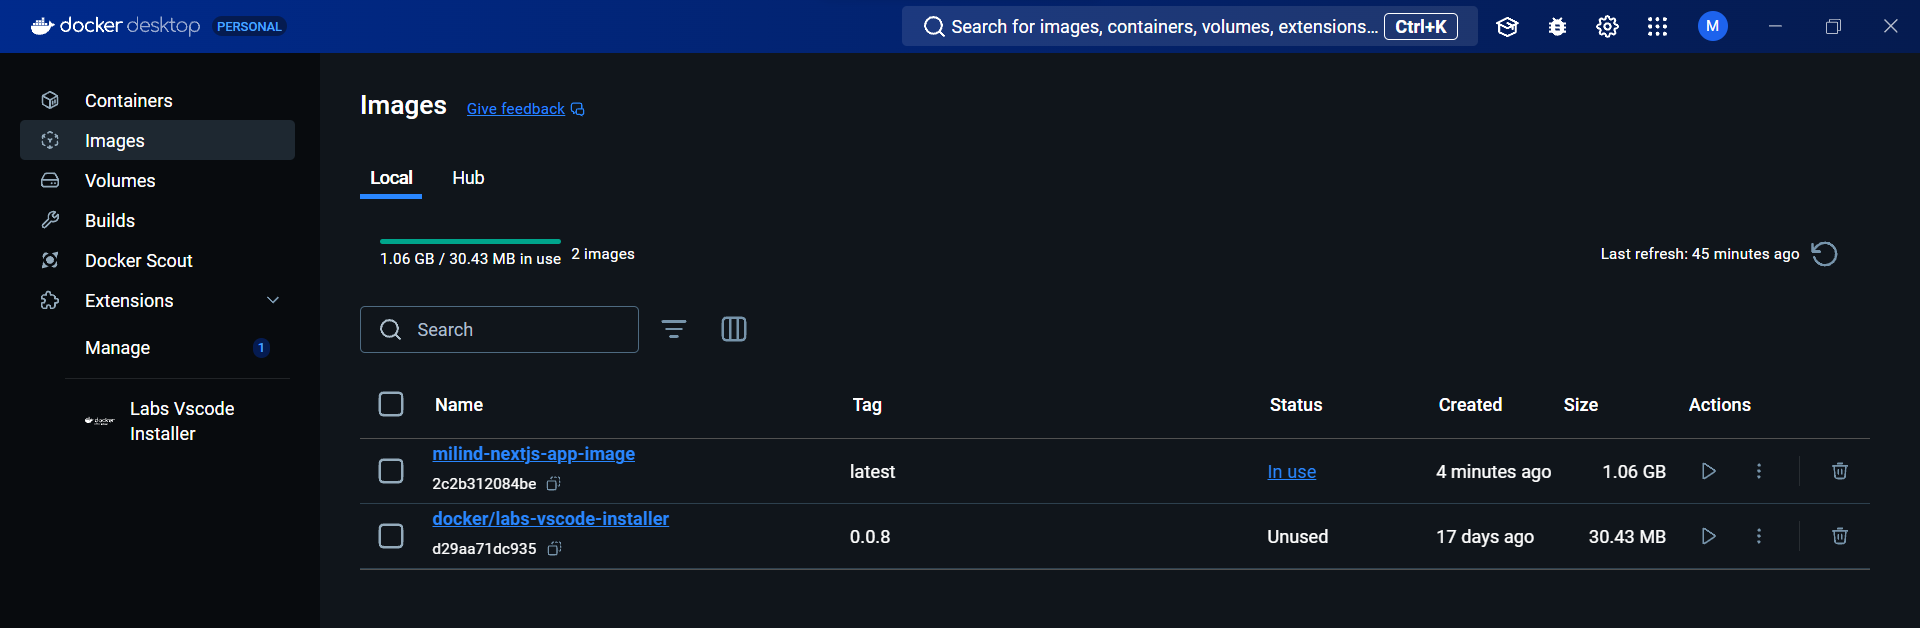 docker desktop PERSONAL
Search for images, containers, volumes, extensions... Ctrl+K
M
Containers
Images
Volumes
Builds
Docker Scout
Extensions
Manage 1
docker
Labs Vscode
Installer
Images Give feedback
Local Hub
1.06 GB / 30.43 MB in use 2 images
Last refresh: 45 minutes ago
Search
Name Tag Status Created Size Actions
milind-nextjs-app-image
2c2b312084be
latest In use 4 minutes ago 1.06 GB
docker/labs-vscode-installer
d29aa71dc935
0.0.8 Unused 17 days ago 30.43 MB